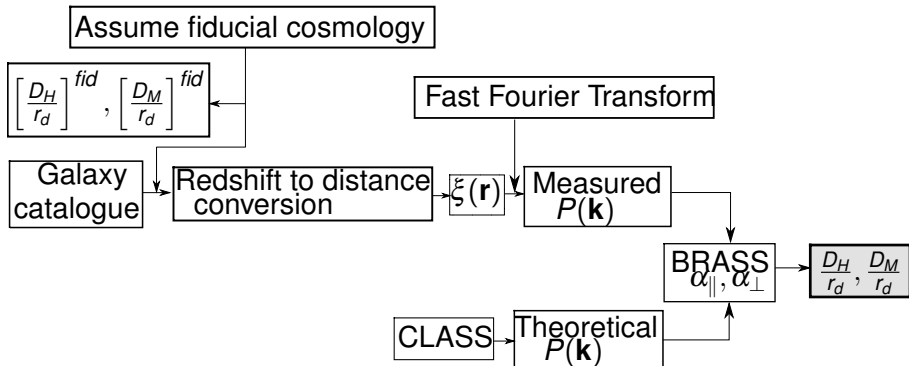 Assume fiducial cosmology
[D_H/r_d]^fid, [D_M/r_d]^fid
Fast Fourier Transform
Galaxy
catalogue
Redshift to distance
conversion
ξ(r)
Measured
P(k)
BRASS
α_∥, α_⊥
D_H/r_d, D_M/r_d
CLASS
Theoretical
P(k)